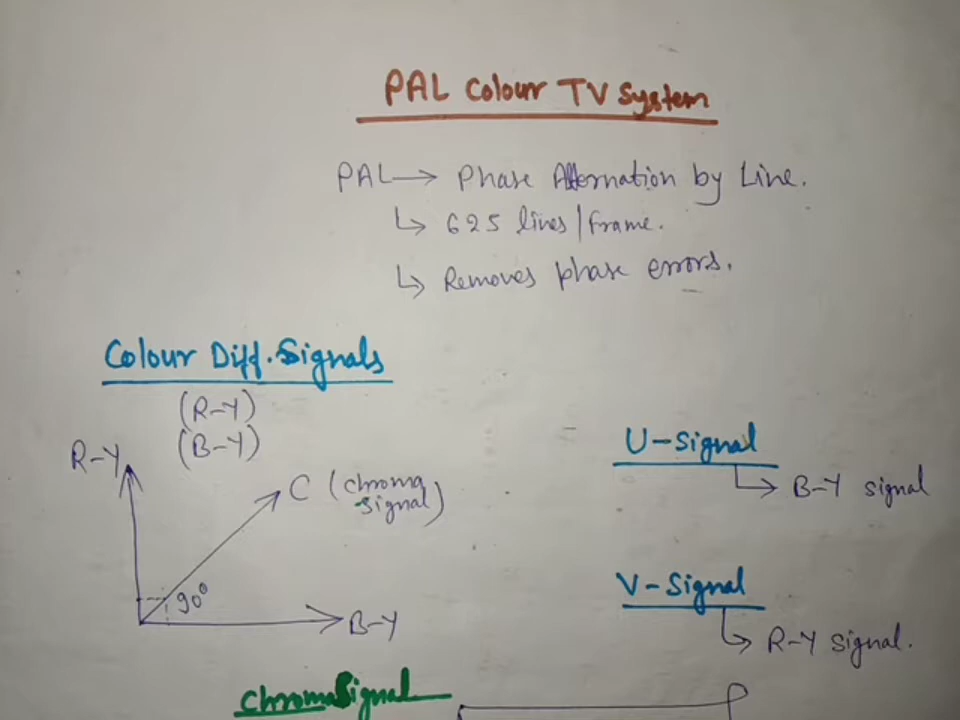 PAL Colour TV System
PAL → Phase Alternation by Line.
↳ 625 lines/frame.
↳ Removes phase errors.
Colour Diff. Signals
(R-Y)
(B-Y)
R-Y
C (chroma
signal)
90°
B-Y
U-Signal
↳ B-Y signal
V-Signal
↳ R-Y signal.
Chroma Signal